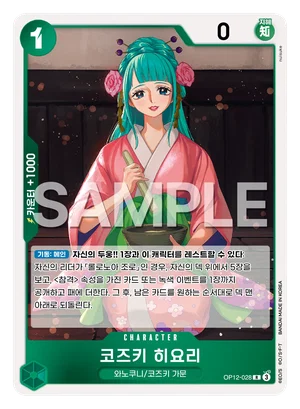 1
0
지혜
知
카운터 +1000
SAMPLE
기동: 메인 자신의 두웅!! 1장과 이 캐릭터를 레스트할 수 있다:
자신의 리더가 「롤로노아 조로」인 경우, 자신의 덱 위에서 5장을
보고, <참격> 속성을 가진 카드 또는 녹색 이벤트를 1장까지
공개하고 패에 더한다. 그 후, 남은 카드를 원하는 순서대로 덱 맨
아래로 되돌린다.
CHARACTER
코즈키 히요리
와노쿠니/코즈키 가문
OP12-028 R
BANDAI MADE IN KOREA